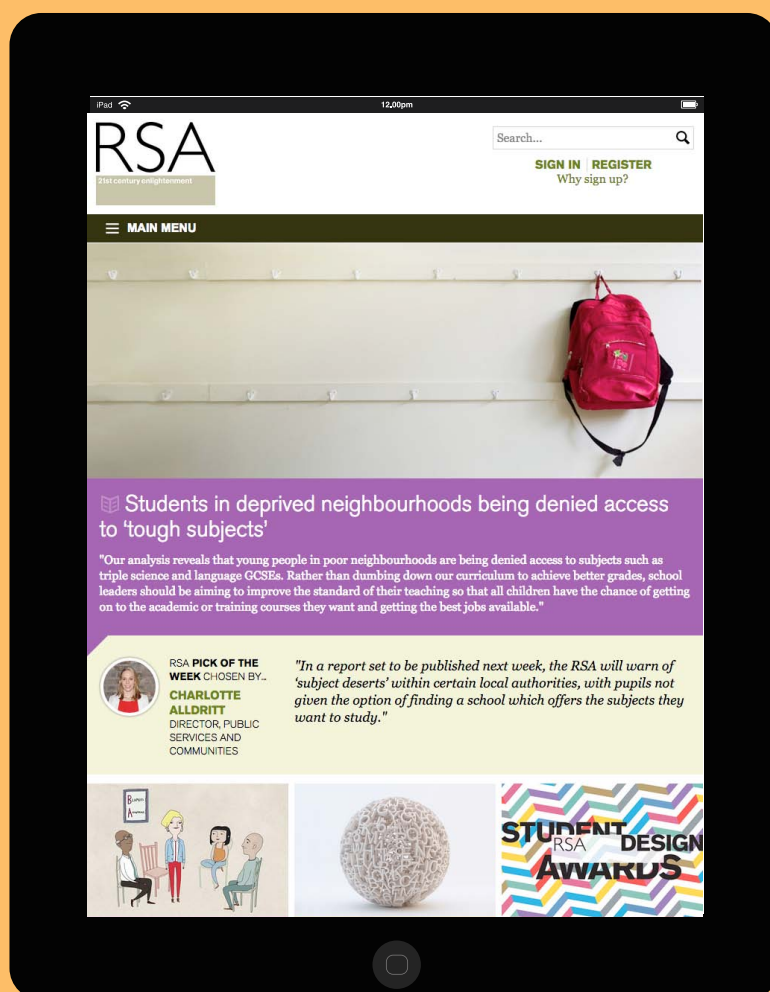 iPad
12.00pm
RSA
21st century enlightenment
Search...
SIGN IN | REGISTER
Why sign up?
MAIN MENU
Students in deprived neighbourhoods being denied access
to 'tough subjects'
"Our analysis reveals that young people in poor neighbourhoods are being denied access to subjects such as
triple science and language GCSEs. Rather than dumbing down our curriculum to achieve better grades, school
leaders should be aiming to improve the standard of their teaching so that all children have the chance of getting
on to the academic or training courses they want and getting the best jobs available."
RSA PICK OF THE
WEEK CHOSEN BY...
CHARLOTTE
ALLDRITT
DIRECTOR, PUBLIC
SERVICES AND
COMMUNITIES
"In a report set to be published next week, the RSA will warn of
'subject deserts' within certain local authorities, with pupils not
given the option of finding a school which offers the subjects they
want to study."
STUDENT
RSA DESIGN
AWARDS